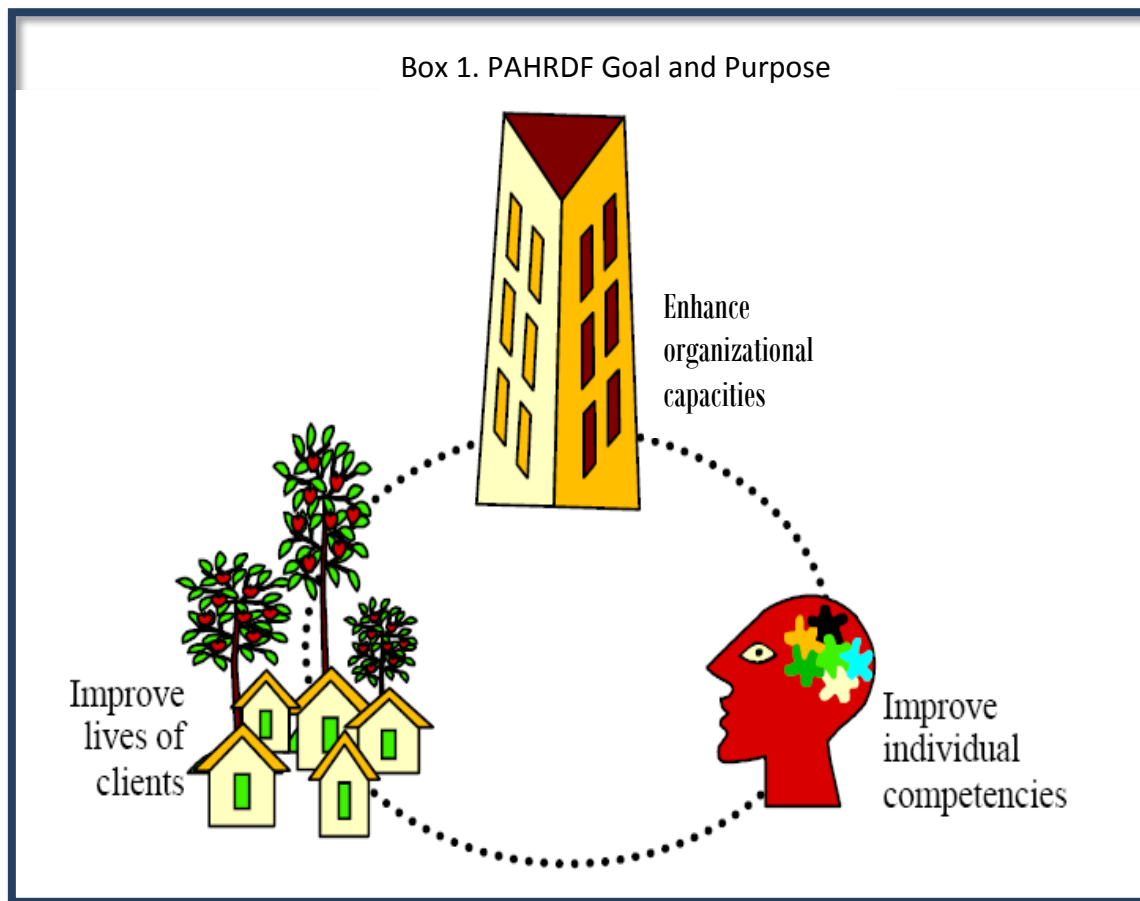 Box 1. PAHRDF Goal and Purpose
Enhance
organizational
capacities
Improve
lives of
clients
Improve
individual
competencies